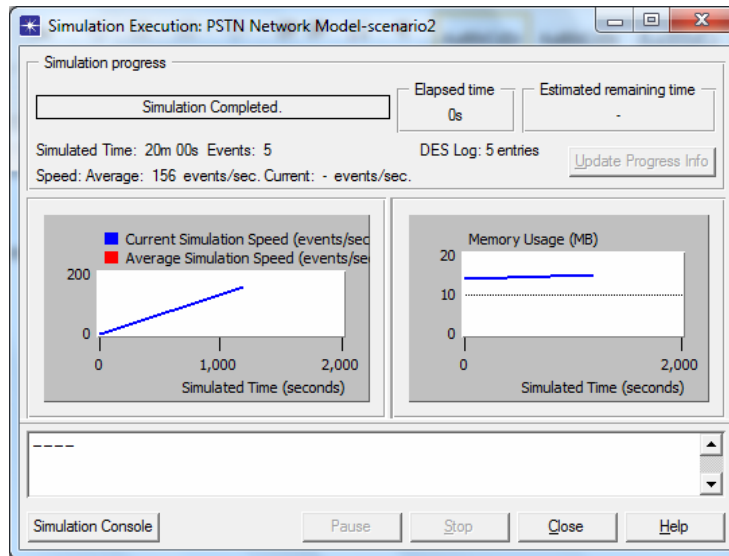 Simulation Execution: PSTN Network Model-scenario2
Simulation progress
Simulation Completed.
Elapsed time
0s
Estimated remaining time
-
Simulated Time: 20m 00s Events: 5
DES Log: 5 entries
Update Progress Info
Speed: Average: 156 events/sec. Current: - events/sec.
Current Simulation Speed (events/sec
Average Simulation Speed (events/se
200
0
0 1,000 2,000
Simulated Time (seconds)
Memory Usage (MB)
20
10
0
0 2,000
Simulated Time (seconds)
----
Simulation Console
Pause
Stop
Close
Help